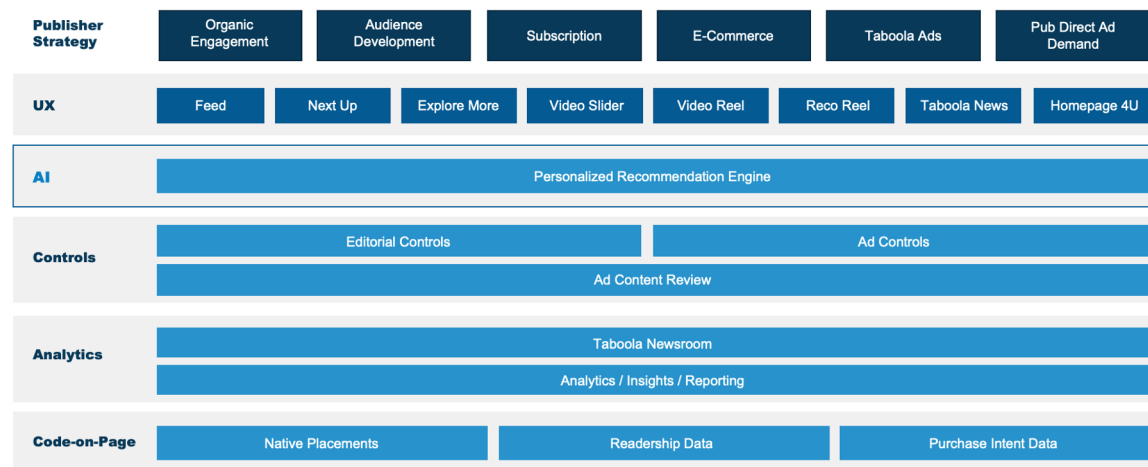 Publisher
Strategy
Organic
Engagement
Audience
Development
Subscription
E-Commerce
Taboola Ads
Pub Direct Ad
Demand
UX
Feed
Next Up
Explore More
Video Slider
Video Reel
Reco Reel
Taboola News
Homepage 4U
AI
Personalized Recommendation Engine
Controls
Editorial Controls
Ad Controls
Ad Content Review
Analytics
Taboola Newsroom
Analytics / Insights / Reporting
Code-on-Page
Native Placements
Readership Data
Purchase Intent Data